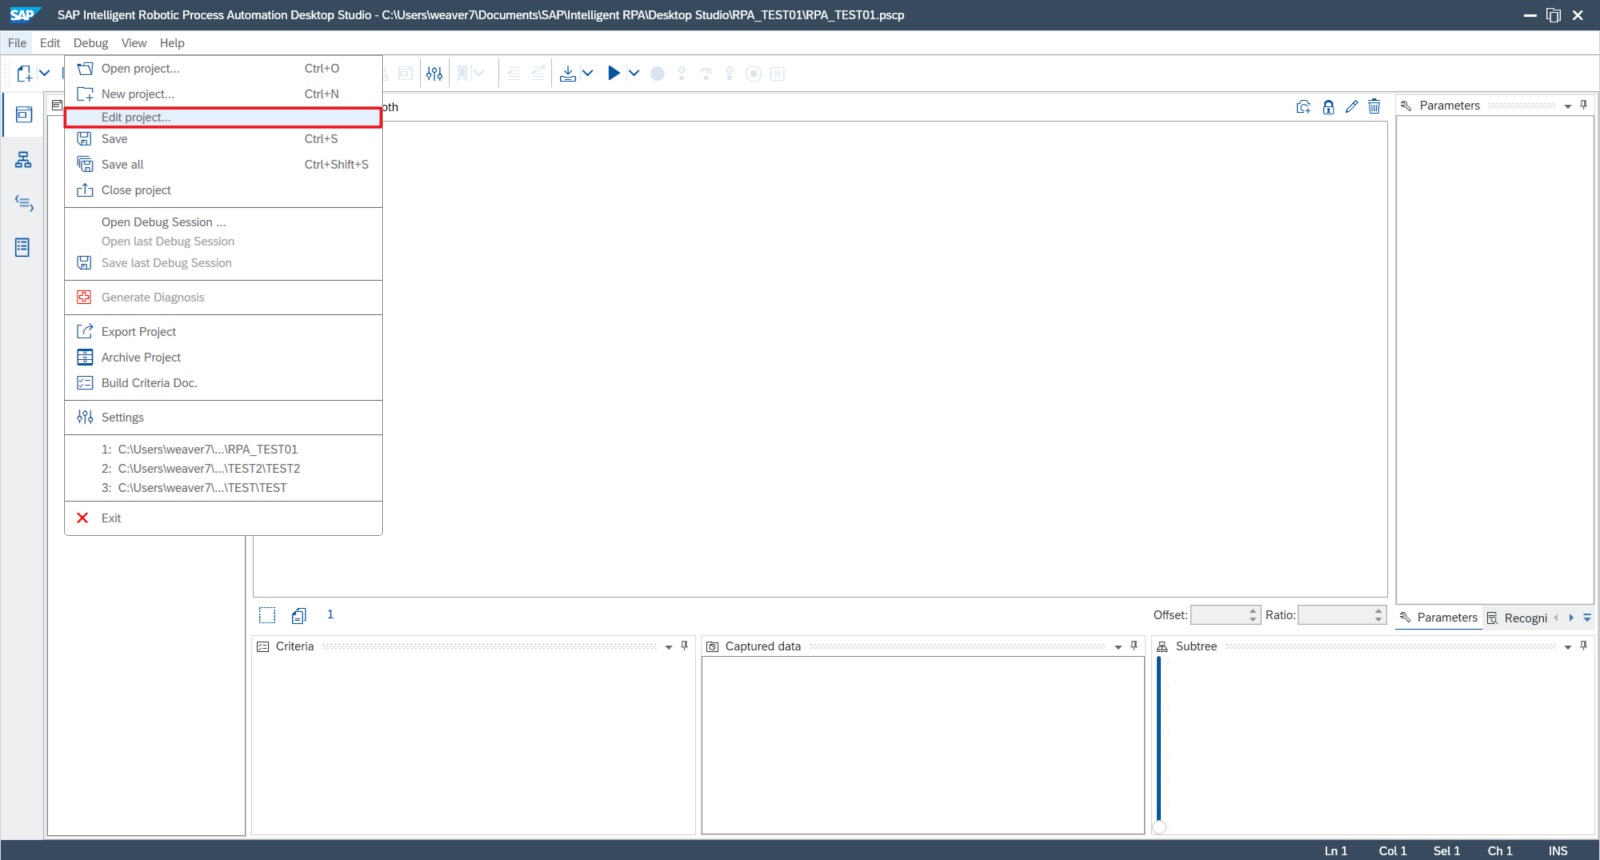 SAP SAP Intelligent Robotic Process Automation Desktop Studio - C:\Users\weaver7\Documents\SAP\Intelligent RPA\Desktop Studio\RPA_TEST01\RPA_TEST01.pscp
File Edit Debug View Help
Open project... Ctrl+O
New project... Ctrl+N
Edit project...
Save Ctrl+S
Save all Ctrl+Shift+S
Close project
Open Debug Session ...
Open last Debug Session
Save last Debug Session
Generate Diagnosis
Export Project
Archive Project
Build Criteria Doc.
Settings
1: C:\Users\weaver7\...\RPA_TEST01
2: C:\Users\weaver7\...\TEST2\TEST2
3: C:\Users\weaver7\...\TEST\TEST
Exit
oth
Parameters
1
Offset: Ratio:
Parameters Recogni
Criteria
Captured data
Subtree
Ln 1 Col 1 Sel 1 Ch 1 INS